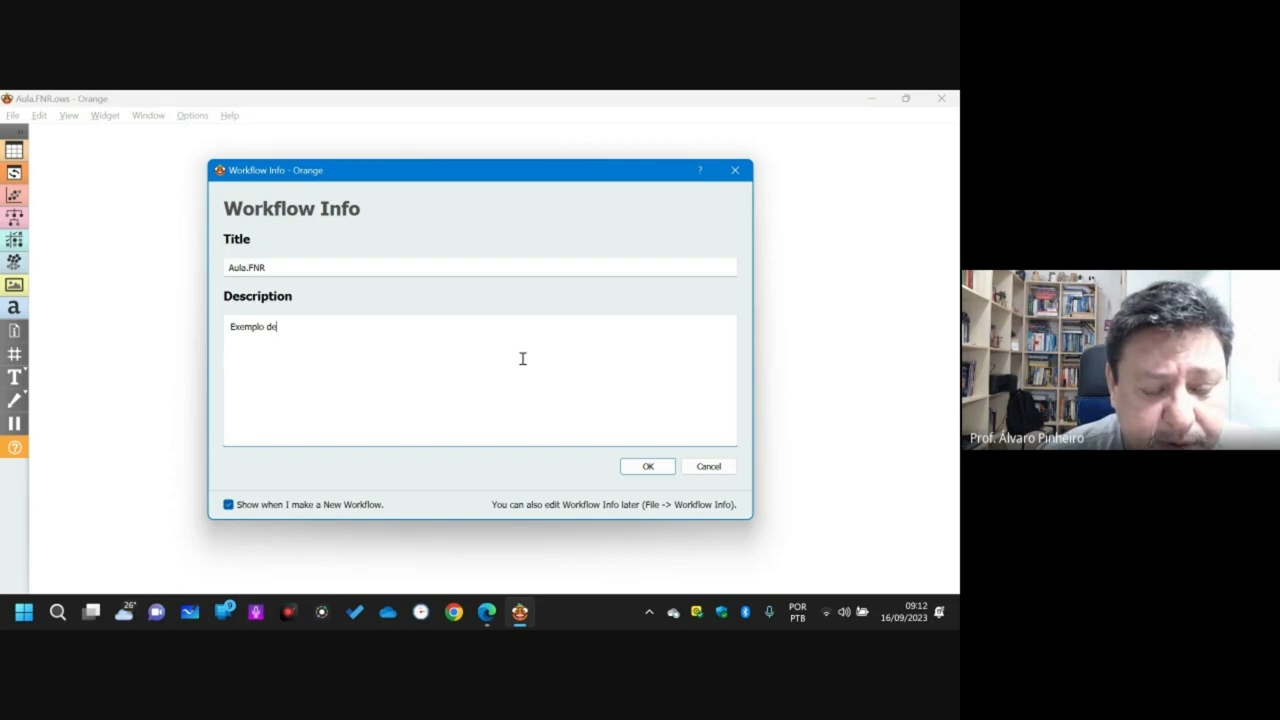 Aula.FNR.ows - Orange
File Edit View Widget Window Options Help
Workflow Info - Orange
Workflow Info
Title
Aula.FNR
Description
Exemplo de
OK Cancel
Show when I make a New Workflow. You can also edit Workflow Info later (File -> Workflow Info).
Prof. Álvaro Pinheiro
26°
POR
PTB
09:12
16/09/2023